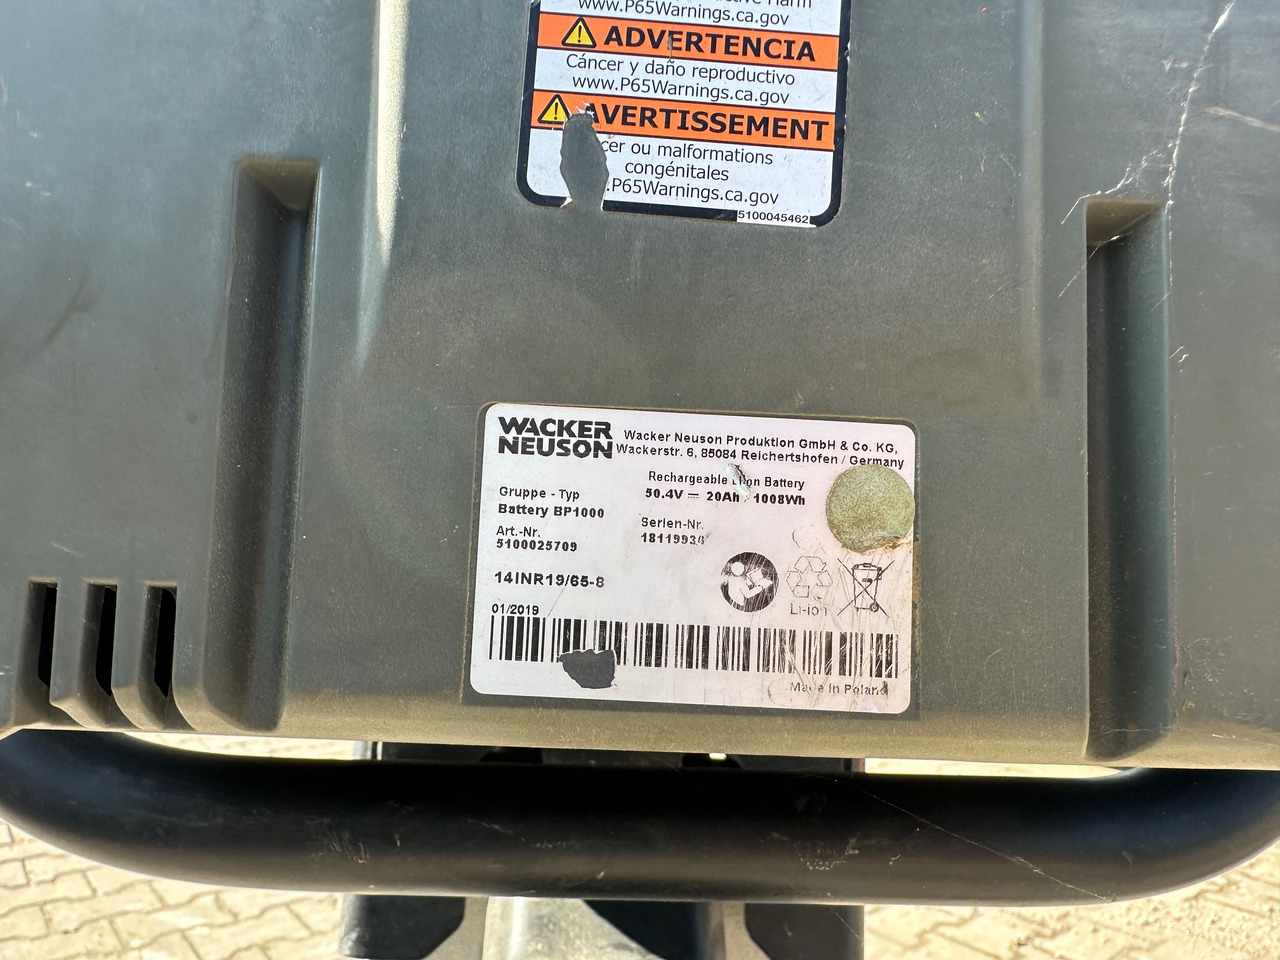 www.P65Warnings.ca.gov
ADVERTENCIA
Cáncer y daño reproductivo
www.P65Warnings.ca.gov
AVERTISSEMENT
ou malformations
congénitales
.P65Warnings.ca.gov
5100045462
WACKER
NEUSON
Wacker Neuson Produktion GmbH & Co. KG,
Wackerstr. 6, 85084 Reichertshofen / Germany
Rechargeable Battery
50.4V ⎓ 20Ah 1008Wh
Gruppe - Typ
Battery BP1000
Serien-Nr.
Art.-Nr.
5100025709
14INR19/65-8
Li-ion
01/2019
Made in Poland